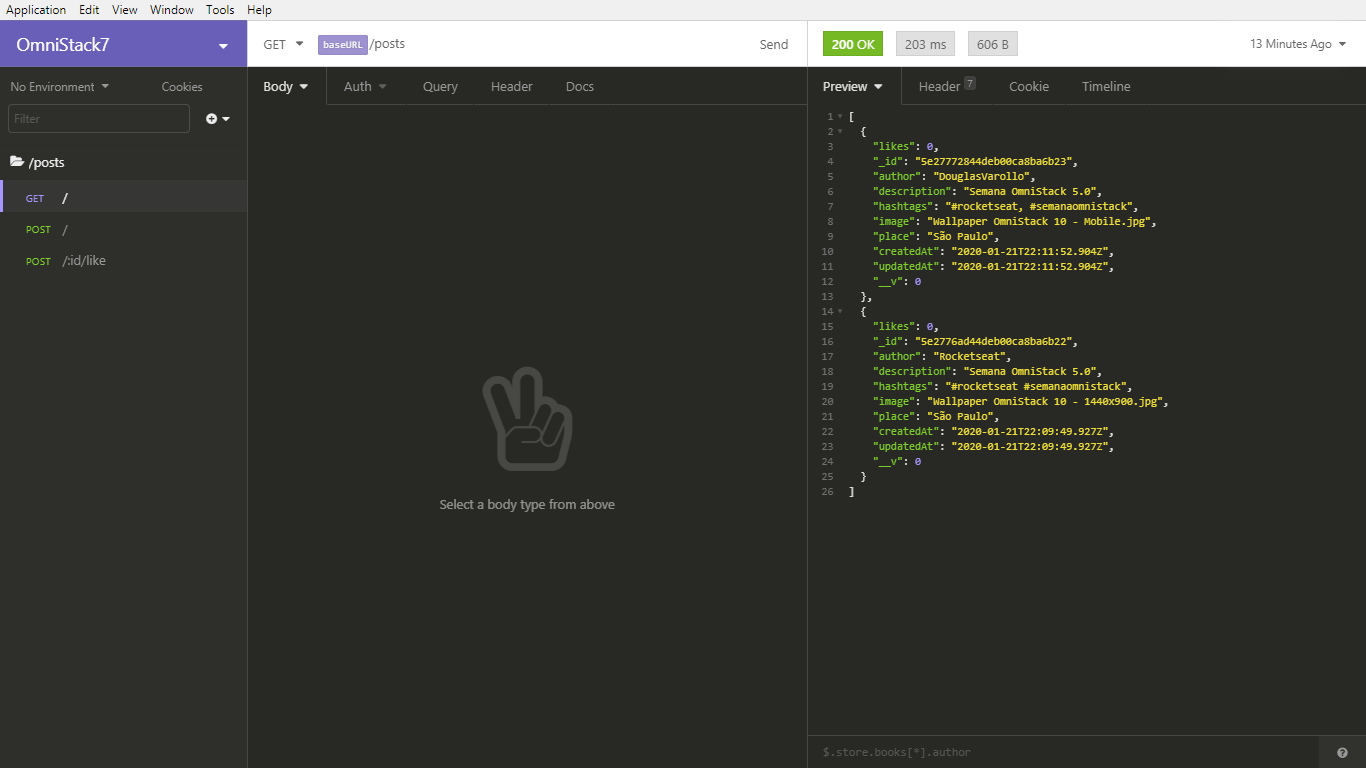 Application Edit View Window Tools Help
OmniStack7
GET baseURL /posts Send
200 OK 203 ms 606 B 13 Minutes Ago
No Environment Cookies
Body Auth Query Header Docs
Preview Header 7 Cookie Timeline
Filter
/posts
GET /
POST /
POST /:id/like
Select a body type from above
1 [
2 {
3 "likes": 0,
4 "_id": "5e27772844deb00ca8ba6b23",
5 "author": "DouglasVarollo",
6 "description": "Semana OmniStack 5.0",
7 "hashtags": "#rocketseat, #semanaomnistack",
8 "image": "Wallpaper OmniStack 10 - Mobile.jpg",
9 "place": "São Paulo",
10 "createdAt": "2020-01-21T22:11:52.904Z",
11 "updatedAt": "2020-01-21T22:11:52.904Z",
12 "__v": 0
13 },
14 {
15 "likes": 0,
16 "_id": "5e2776ad44deb00ca8ba6b22",
17 "author": "Rocketseat",
18 "description": "Semana OmniStack 5.0",
19 "hashtags": "#rocketseat #semanaomnistack",
20 "image": "Wallpaper OmniStack 10 - 1440x900.jpg",
21 "place": "São Paulo",
22 "createdAt": "2020-01-21T22:09:49.927Z",
23 "updatedAt": "2020-01-21T22:09:49.927Z",
24 "__v": 0
25 }
26 ]
$.store.books[*].author